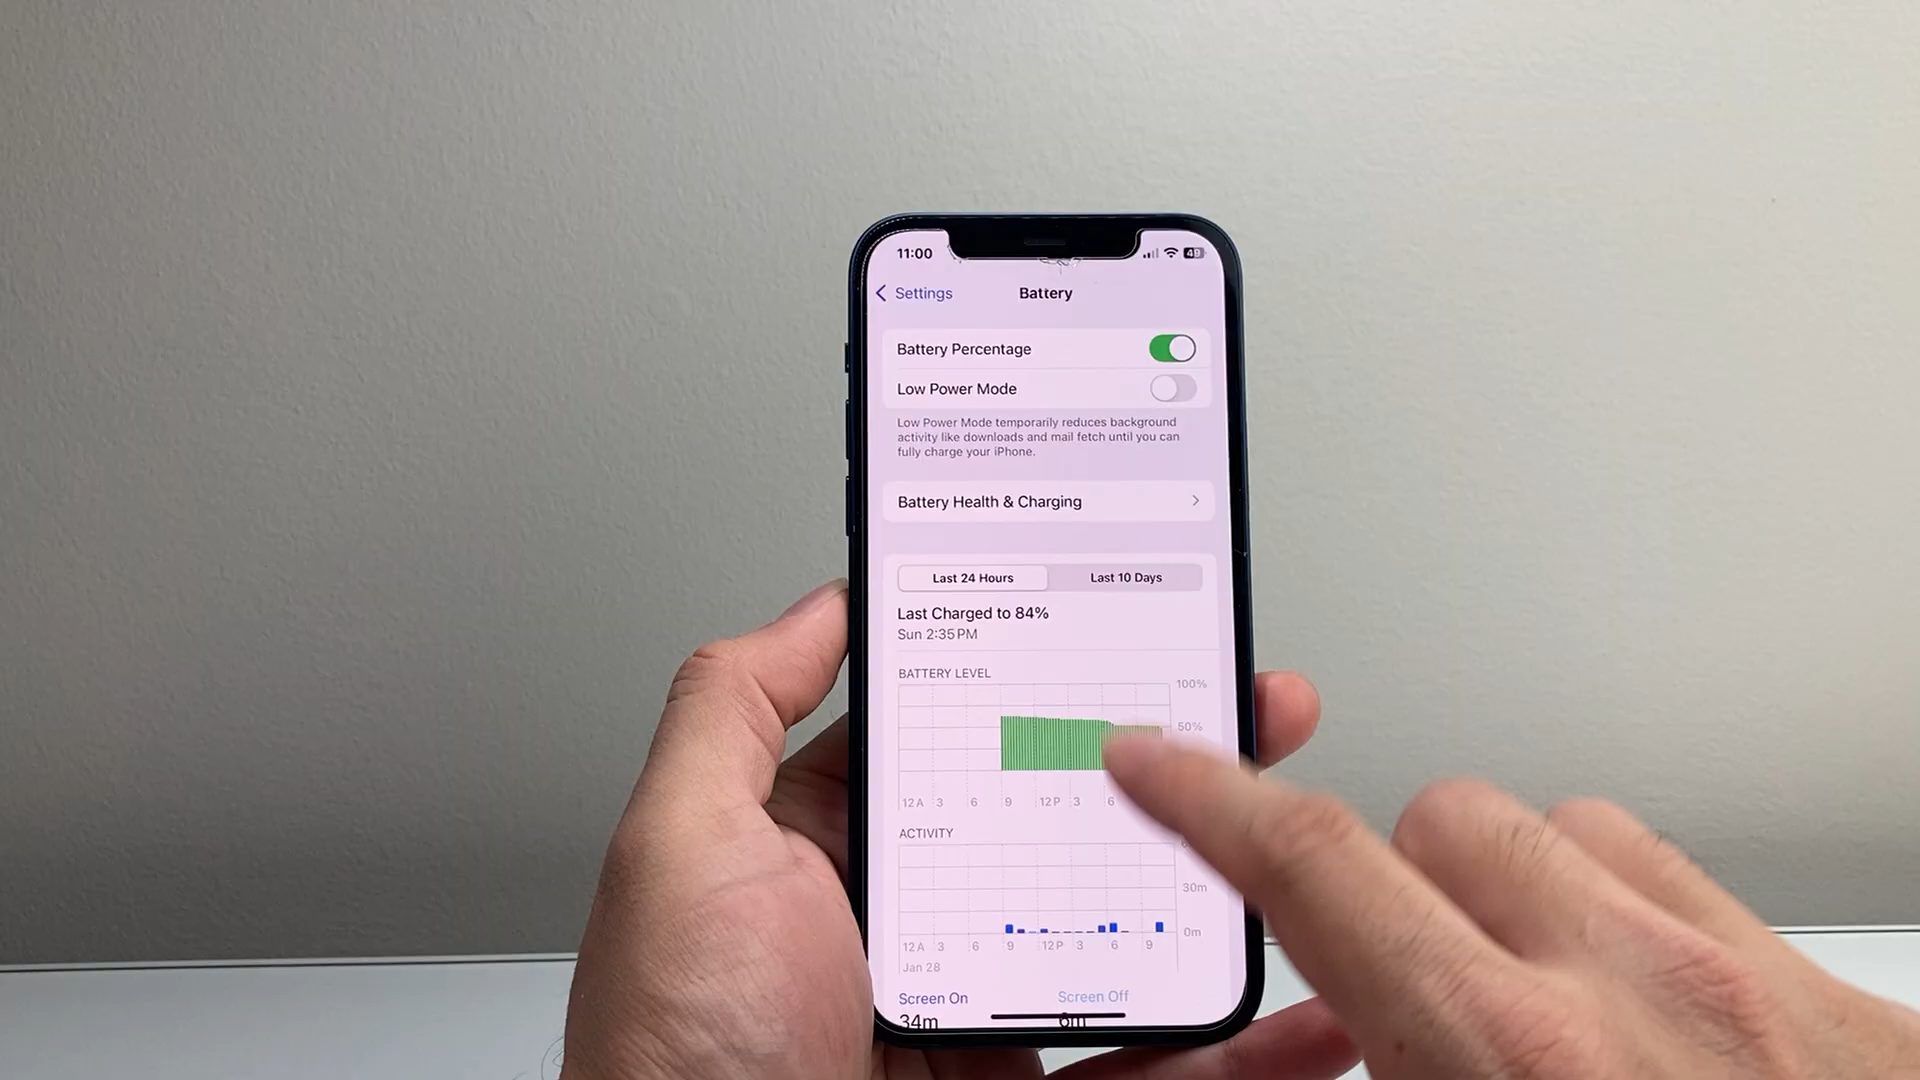 11:00 49
Settings Battery
Battery Percentage
Low Power Mode
Low Power Mode temporarily reduces background
activity like downloads and mail fetch until you can
fully charge your iPhone.
Battery Health & Charging
Last 24 Hours Last 10 Days
Last Charged to 84%
Sun 2:35 PM
BATTERY LEVEL
100%
50%
12 A 3 6 9 12 P 3 6
ACTIVITY
30m
0m
12 A 3 6 9 12 P 3 6 9
Jan 28
Screen On Screen Off
34m 6m